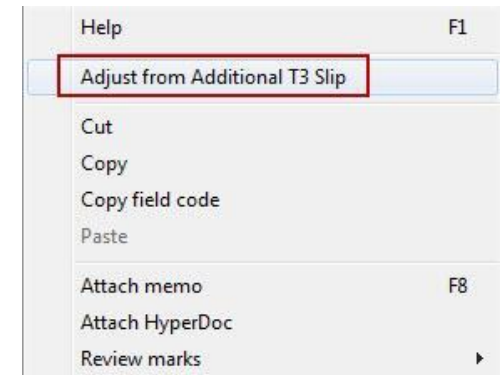 Help F1
Adjust from Additional T3 Slip
Cut
Copy
Copy field code
Paste
Attach memo F8
Attach HyperDoc
Review marks